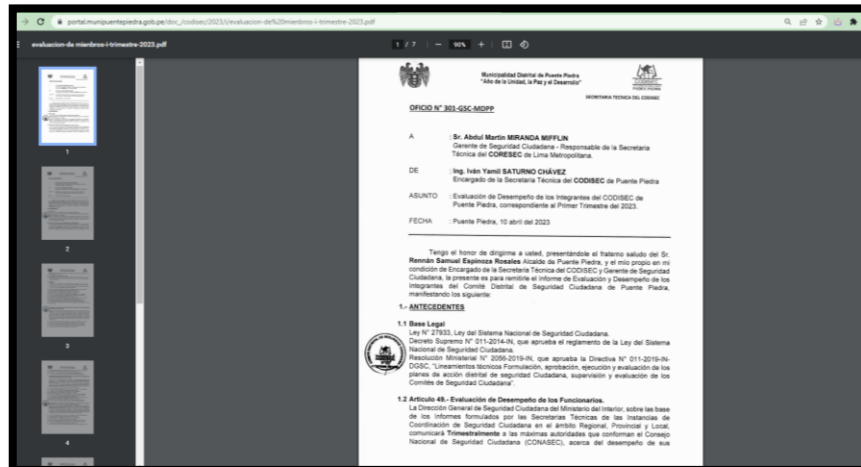 portal.munipuentepiedra.gob.pe/doc_/codisec/2023/i/evaluacion-de%20mienbros-i-trimestre-2023.pdf
evaluacion-de mienbros-i-trimestre-2023.pdf
1 / 7
90%
1
2
3
4
Municipalidad Distrital de Puente Piedra
"Año de la Unidad, la Paz y el Desarrollo"
SECRETARIA TECNICA DEL CODISEC
OFICIO N° 301-GSC-MDPP
A : Sr. Abdul Martin MIRANDA MIFFLIN
Gerente de Seguridad Ciudadana - Responsable de la Secretaria
Técnica del CORESEC de Lima Metropolitana.
DE : Ing. Iván Yamil SATURNO CHÁVEZ
Encargado de la Secretaria Técnica del CODISEC de Puente Piedra
ASUNTO : Evaluación de Desempeño de los Integrantes del CODISEC de
Puente Piedra, correspondiente al Primer Trimestre del 2023.
FECHA : Puente Piedra, 10 abril del 2023
Tengo el honor de dirigirme a usted, presentándole el fraterno saludo del Sr.
Rennán Samuel Espinoza Rosales Alcalde de Puente Piedra, y el mío propio en mi
condición de Encargado de la Secretaria Técnica del CODISEC y Gerente de Seguridad
Ciudadana, la presente es para remitirle el Informe de Evaluación y Desempeño de los
Integrantes del Comité Distrital de Seguridad Ciudadana de Puente Piedra,
manifestando los siguiente:
1.- ANTECEDENTES
1.1 Base Legal
Ley N° 27933, Ley del Sistema Nacional de Seguridad Ciudadana.
Decreto Supremo N° 011-2014-IN, que aprueba el reglamento de la Ley del Sistema
Nacional de Seguridad Ciudadana.
Resolución Ministerial N° 2056-2019-IN, que aprueba la Directiva N° 011-2019-IN-
DGSC, "Lineamientos técnicos Formulación, aprobación, ejecución y evaluación de los
planes de acción distrital de seguridad Ciudadana, supervisión y evaluación de los
Comités de Seguridad Ciudadana".
1.2 Articulo 49.- Evaluación de Desempeño de los Funcionarios.
La Dirección General de Seguridad Ciudadana del Ministerio del Interior, sobre las base
de los informes formulados por las Secretarías Técnicas de las Instancias de
Coordinación de Seguridad Ciudadana en el ámbito Regional, Provincial y Local,
comunicará Trimestralmente a las máximas autoridades que conforman el Consejo
Nacional de Seguridad Ciudadana (CONASEC), acerca del desempeño de sus